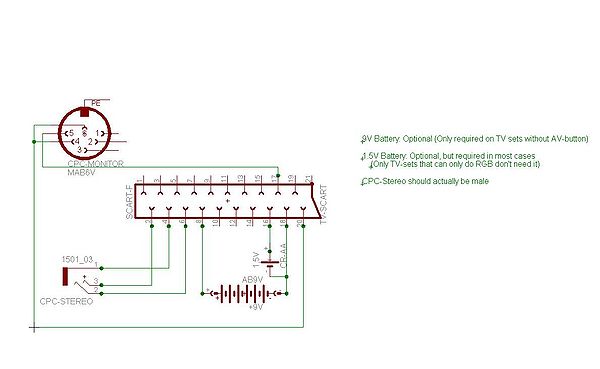 PE
5 6 1
4 2
3
CPC-MONITOR
MAB6V
9V Battery: Optional (Only required on TV sets without AV-button)
1.5V Battery: Optional, but required in most cases
(Only TV-sets that can only do RGB don't need it)
CPC-Stereo should actually be male
1 3 5 7 9 11 13 15 17 19 21
SCART-F
TV-SCART
2 4 6 8 10 12 14 16 18 20
1501_03
1
3
2
CPC-STEREO
1.5V
CR-AA
AB9V
+9V